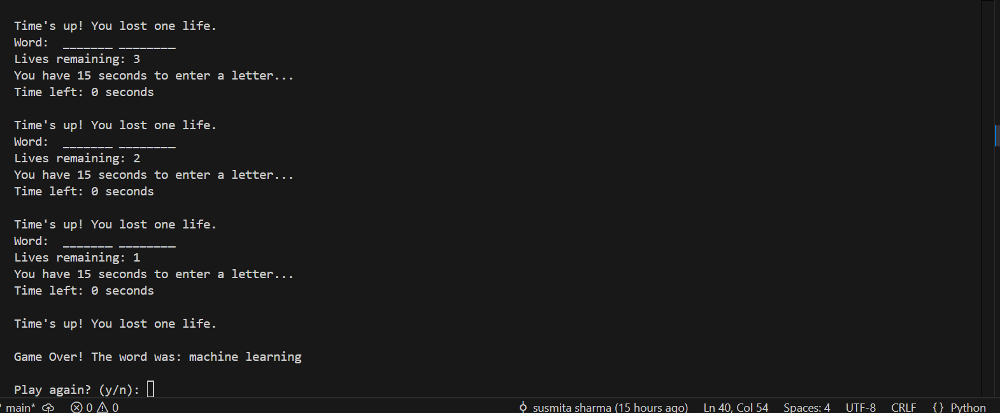 Time's up! You lost one life.
Word:  _______ ________
Lives remaining: 3
You have 15 seconds to enter a letter...
Time left: 0 seconds
Time's up! You lost one life.
Word:  _______ ________
Lives remaining: 2
You have 15 seconds to enter a letter...
Time left: 0 seconds
Time's up! You lost one life.
Word:  _______ ________
Lives remaining: 1
You have 15 seconds to enter a letter...
Time left: 0 seconds
Time's up! You lost one life.
Game Over! The word was: machine learning
Play again? (y/n):
main* 0 0 susmita sharma (15 hours ago) Ln 40, Col 54 Spaces: 4 UTF-8 CRLF {} Python